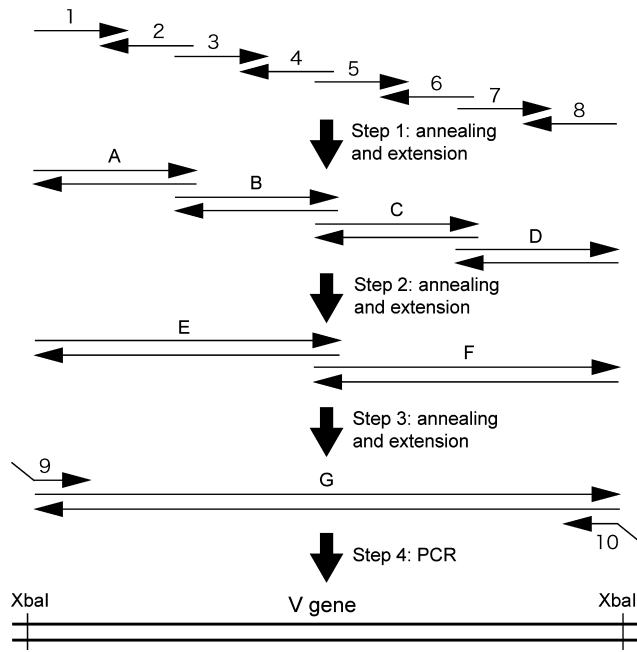 1
2
3
4
5
6
7
8
Step 1: annealing
and extension
A
B
C
D
Step 2: annealing
and extension
E
F
Step 3: annealing
and extension
9
G
10
Step 4: PCR
XbaI
V gene
XbaI